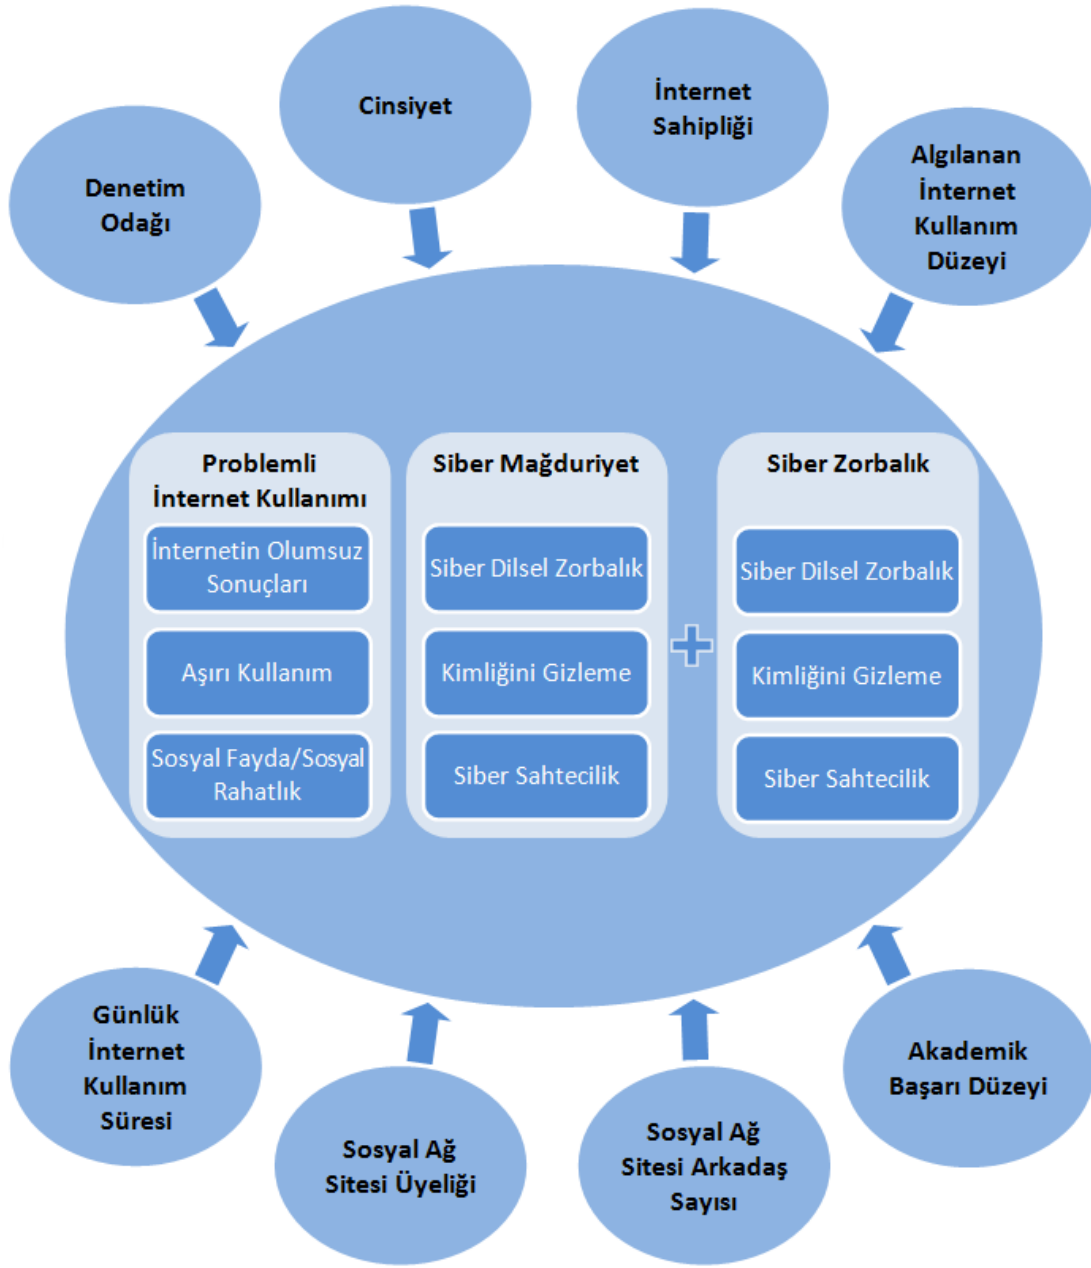 Cinsiyet
İnternet
Sahipliği
Denetim
Odağı
Algılanan
İnternet
Kullanım
Düzeyi
Problemli
İnternet Kullanımı
İnternetin Olumsuz
Sonuçları
Aşırı Kullanım
Sosyal Fayda/Sosyal
Rahatlık
Siber Mağduriyet
Siber Dilsel Zorbalık
Kimliğini Gizleme
Siber Sahtecilik
Siber Zorbalık
Siber Dilsel Zorbalık
Kimliğini Gizleme
Siber Sahtecilik
Günlük
İnternet
Kullanım
Süresi
Sosyal Ağ
Sitesi Üyeliği
Sosyal Ağ
Sitesi Arkadaş
Sayısı
Akademik
Başarı Düzeyi